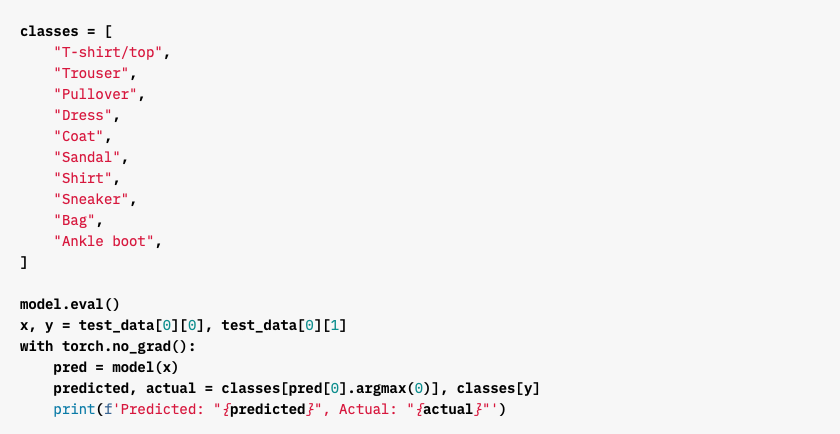 classes = [
    "T-shirt/top",
    "Trouser",
    "Pullover",
    "Dress",
    "Coat",
    "Sandal",
    "Shirt",
    "Sneaker",
    "Bag",
    "Ankle boot",
]

model.eval()
x, y = test_data[0][0], test_data[0][1]
with torch.no_grad():
    pred = model(x)
    predicted, actual = classes[pred[0].argmax(0)], classes[y]
    print(f'Predicted: "{predicted}", Actual: "{actual}"')